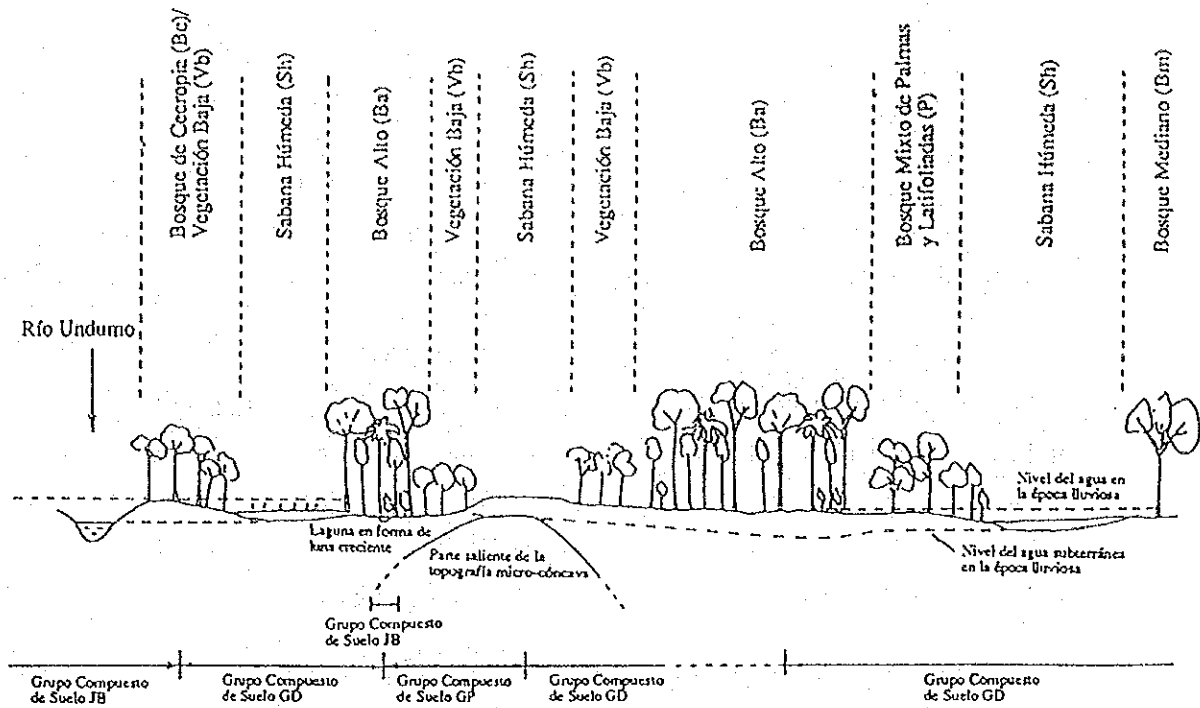 Bosque de Cecropia (Bc)/
Vegetación Baja (Vb)
Sabana Húmeda (Sh)
Bosque Alto (Ba)
Vegetación Baja (Vb)
Sabana Húmeda (Sh)
Vegetación Baja (Vb)
Bosque Alto (Ba)
Bosque Mixto de Palmas
y Latifoliadas (P)
Sabana Húmeda (Sh)
Bosque Mediano (Bm)
Río Undumo
Nivel del agua en
la época lluviosa
Laguna en forma de
luna creciente
Parte saliente de la
topografía micro-cóncava
Nivel del agua subterránea
en la época lluviosa
Grupo Compuesto
de Suelo JB
Grupo Compuesto
de Suelo JB
Grupo Compuesto
de Suelo GD
Grupo Compuesto
de Suelo GP
Grupo Compuesto
de Suelo GD
Grupo Compuesto
de Suelo GD